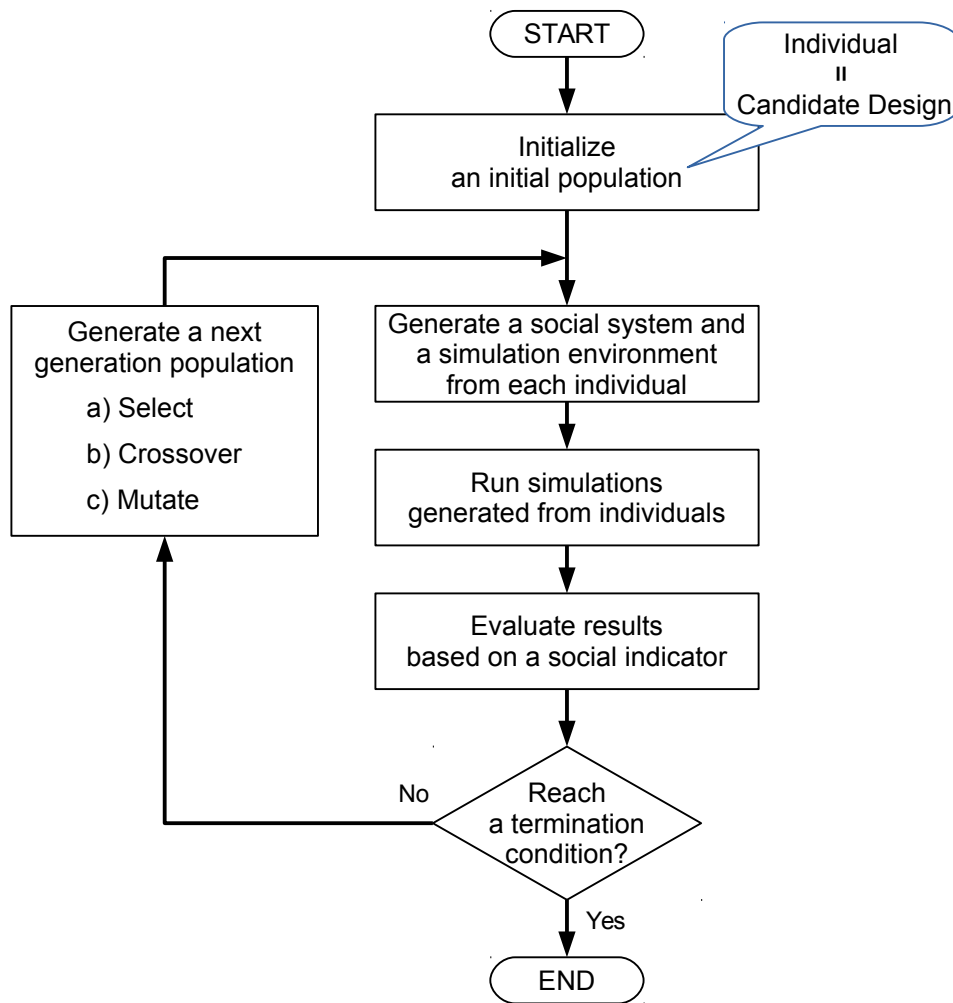 START
Individual
=
Candidate Design
Initialize
an initial population
Generate a social system and
a simulation environment
from each individual
Run simulations
generated from individuals
Evaluate results
based on a social indicator
Reach
a termination
condition?
No
Generate a next
generation population
a) Select
b) Crossover
c) Mutate
Yes
END